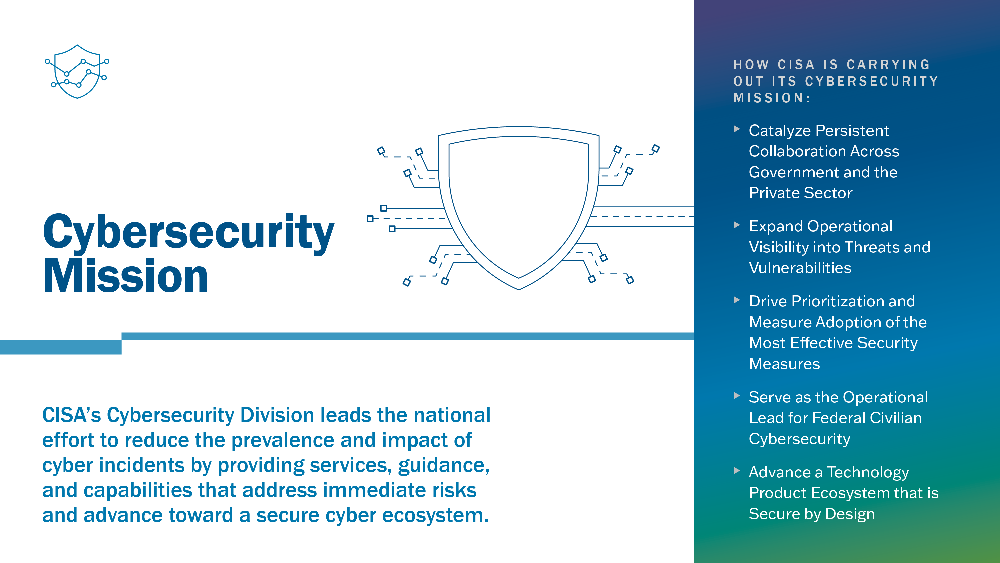 Cybersecurity
Mission
CISA’s Cybersecurity Division leads the national
effort to reduce the prevalence and impact of
cyber incidents by providing services, guidance,
and capabilities that address immediate risks
and advance toward a secure cyber ecosystem.
HOW CISA IS CARRYING
OUT ITS CYBERSECURITY
MISSION:
Catalyze Persistent
Collaboration Across
Government and the
Private Sector
Expand Operational
Visibility into Threats and
Vulnerabilities
Drive Prioritization and
Measure Adoption of the
Most Effective Security
Measures
Serve as the Operational
Lead for Federal Civilian
Cybersecurity
Advance a Technology
Product Ecosystem that is
Secure by Design